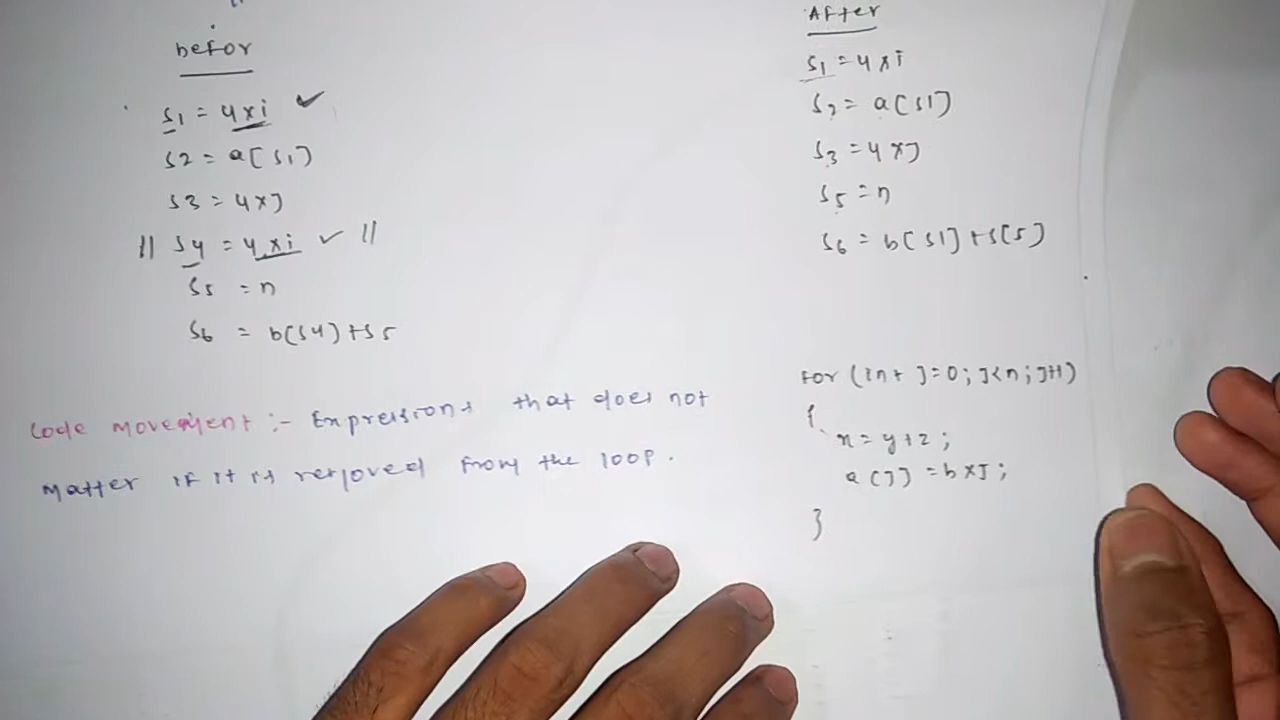 befor
S1 = 4xi ✓
S2 = a[S1]
S3 = 4xJ
// S4 = 4xi ✓ //
S5 = n
S6 = b[S4]+S5
After
S1 = 4xi
S2 = a[S1]
S3 = 4xJ
S5 = n
S6 = b[S1]+S[5]
Code movement :- Expressions that does not
matter if it is removed from the loop.
For (int J=0; J<n; J++)
{
x = y+z;
a[J] = bxJ;
}